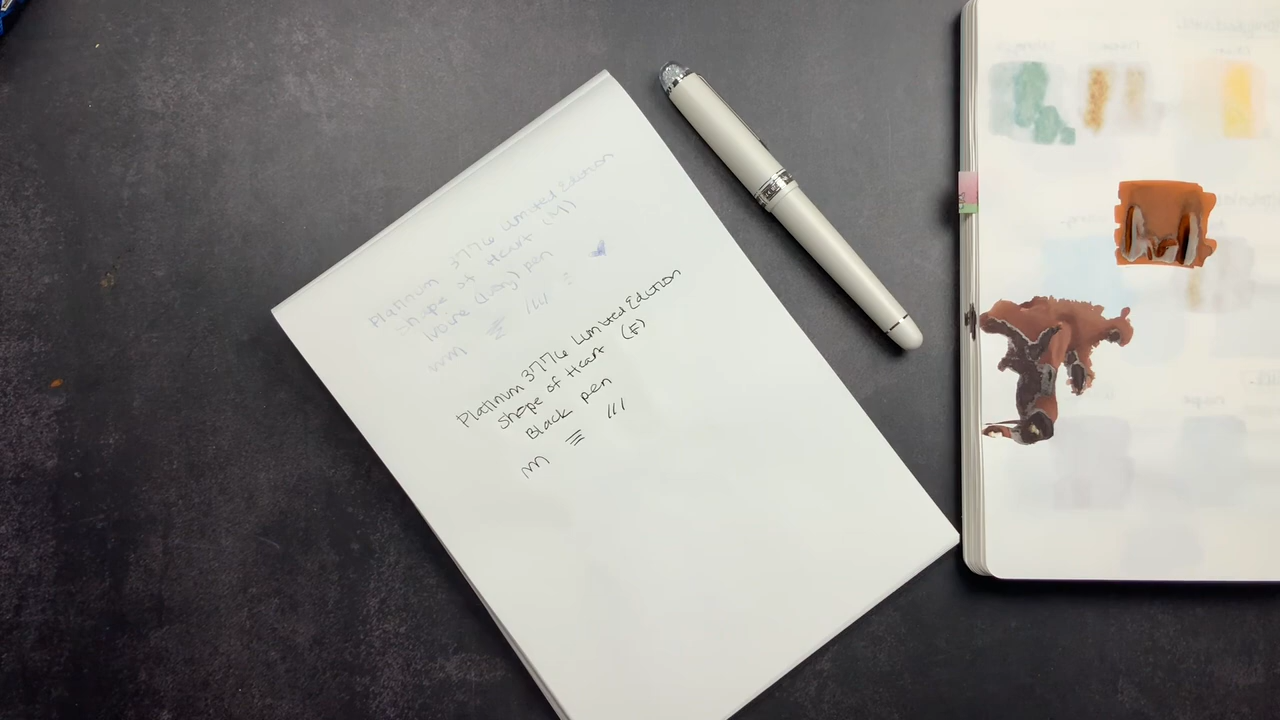 Platinum 3776 Limited Edition
Shape of Heart (M)
Ivoire (Ivory) pen
Platinum 3776 Limited Edition
Shape of Heart (F)
Black pen